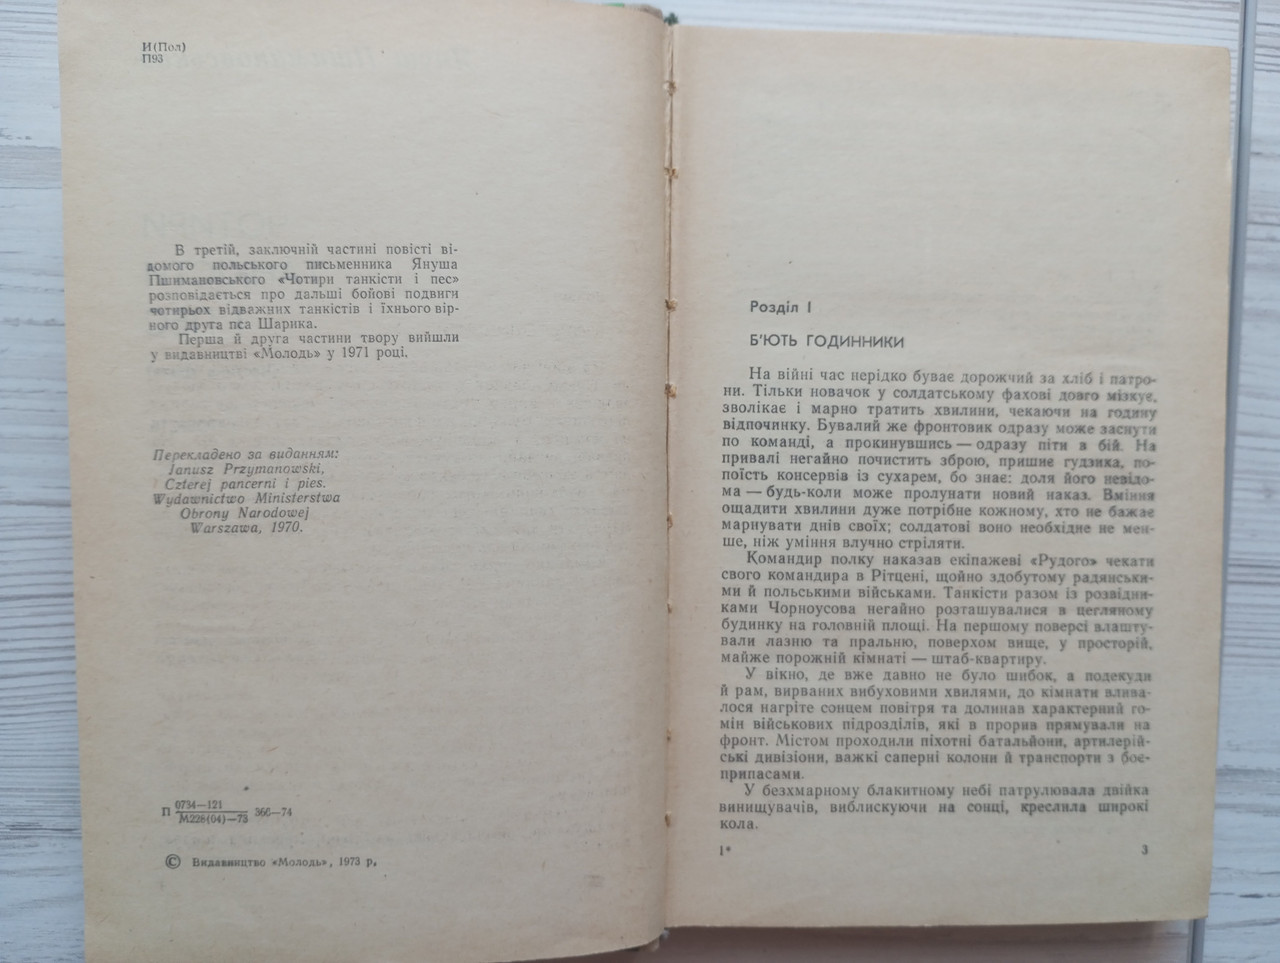 И(Пол)
П93
В третій, заключній частині повісті ві-
домого польського письменника Януша
Пшимановського «Чотири танкісти і пес»
розповідається про дальші бойові подвиги
чотирьох відважних танкістів і їхнього вір-
ного друга пса Шарика.
Перша й друга частини твору вийшли
у видавництві «Молодь» у 1971 році.
Перекладено за виданням:
Janusz Przymanowski,
Czterej pancerni i pies.
Wydawnictwo Ministerstwa
Obrony Narodowej
Warszawa, 1970.
П 0734—121
М228(04)—73 366—74
© Видавництво «Молодь», 1973 р.
Розділ I
Б'ЮТЬ ГОДИННИКИ
На війні час нерідко буває дорожчий за хліб і патро-
ни. Тільки новачок у солдатському фахові довго мізкує,
зволікає і марно тратить хвилини, чекаючи на годину
відпочинку. Бувалий же фронтовик одразу може заснути
по команді, а прокинувшись — одразу піти в бій. На
привалі негайно почистить зброю, пришиє гудзика, по-
поїсть консервів із сухарем, бо знає: доля його невідо-
ма — будь-коли може пролунати новий наказ. Вміння
ощадити хвилини дуже потрібне кожному, хто не бажає
марнувати днів своїх; солдатові воно необхідне не мен-
ше, ніж уміння влучно стріляти.
Командир полку наказав екіпажеві «Рудого» чекати
свого командира в Рітцені, щойно здобутому радянськи-
ми й польськими військами. Танкісти разом із розвідни-
ками Чорноусова негайно розташувалися в цегляному
будинку на головній площі. На першому поверсі влашту-
вали лазню та пральню, поверхом вище, у просторій,
майже порожній кімнаті — штаб-квартиру.
У вікно, де вже давно не було шибок, а подекуди
й рам, вирваних вибуховими хвилями, до кімнати влива-
лося нагріте сонцем повітря та долинав характерний го-
мін військових підрозділів, які в прорив прямували на
фронт. Містом проходили піхотні батальйони, артилерій-
ські дивізіони, важкі саперні колони й транспорти з боє-
припасами.
У безхмарному блакитному небі патрулювала двійка
винищувачів, виблискуючи на сонці, креслила широкі
кола.
1*
3